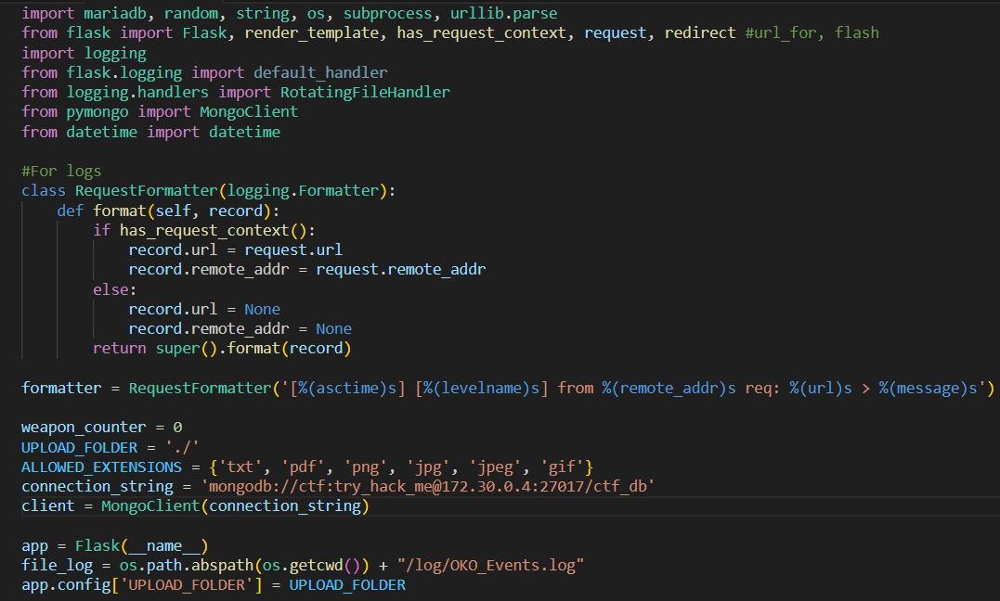 import mariadb, random, string, os, subprocess, urllib.parse
from flask import Flask, render_template, has_request_context, request, redirect #url_for, flash
import logging
from flask.logging import default_handler
from logging.handlers import RotatingFileHandler
from pymongo import MongoClient
from datetime import datetime
#For logs
class RequestFormatter(logging.Formatter):
    def format(self, record):
        if has_request_context():
            record.url = request.url
            record.remote_addr = request.remote_addr
        else:
            record.url = None
            record.remote_addr = None
        return super().format(record)
formatter = RequestFormatter('[%(asctime)s] [%(levelname)s] from %(remote_addr)s req: %(url)s > %(message)s')
weapon_counter = 0
UPLOAD_FOLDER = './'
ALLOWED_EXTENSIONS = {'txt', 'pdf', 'png', 'jpg', 'jpeg', 'gif'}
connection_string = 'mongodb://ctf:try_hack_me@172.30.0.4:27017/ctf_db'
client = MongoClient(connection_string)
app = Flask(__name__)
file_log = os.path.abspath(os.getcwd()) + "/log/OKO_Events.log"
app.config['UPLOAD_FOLDER'] = UPLOAD_FOLDER